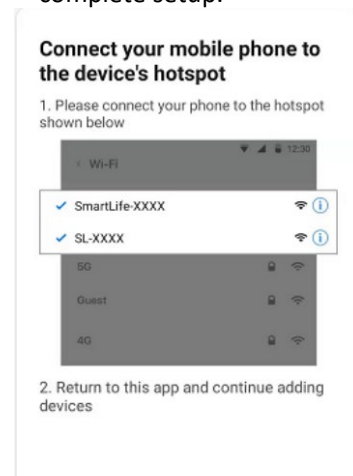 complete setup.
Connect your mobile phone to
the device's hotspot
1. Please connect your phone to the hotspot
shown below
12:30
‹ Wi-Fi
SmartLife-XXXX
SL-XXXX
5G
Guest
4G
2. Return to this app and continue adding
devices